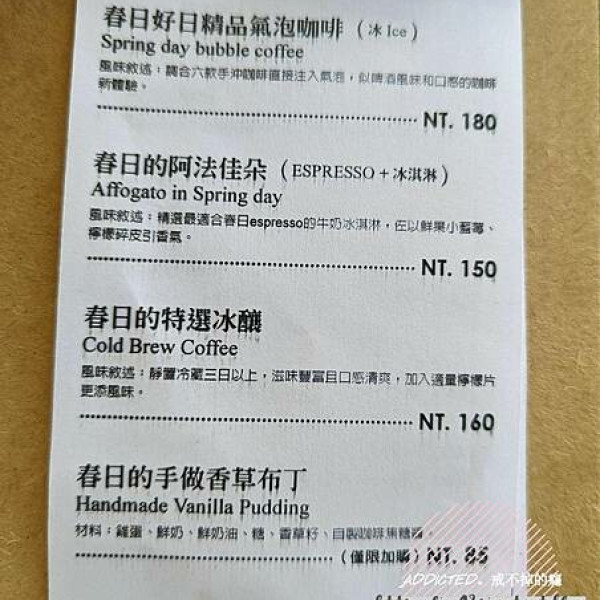 春日好日精品氣泡咖啡（冰 Ice）
Spring day bubble coffee
風味敘述：調合六款手沖咖啡直接注入氣泡，似啤酒風味和口感的咖啡
新體驗。
NT. 180
春日的阿法佳朵（ESPRESSO + 冰淇淋）
Affogato in Spring day
風味敘述：精選最適合春日espresso的牛奶冰淇淋，佐以鮮果小藍莓、
檸檬碎皮引香氣。
NT. 150
春日的特選冰釀
Cold Brew Coffee
風味敘述：靜置冷藏三日以上，滋味豐富且口感清爽，加入適量檸檬片
更添風味。
NT. 160
春日的手做香草布丁
Handmade Vanilla Pudding
材料：雞蛋、鮮奶、鮮奶油、糖、香草籽、自製咖啡焦糖醬。
（僅限加購）NT. 85
ADDICTED. 戒不掉的癮